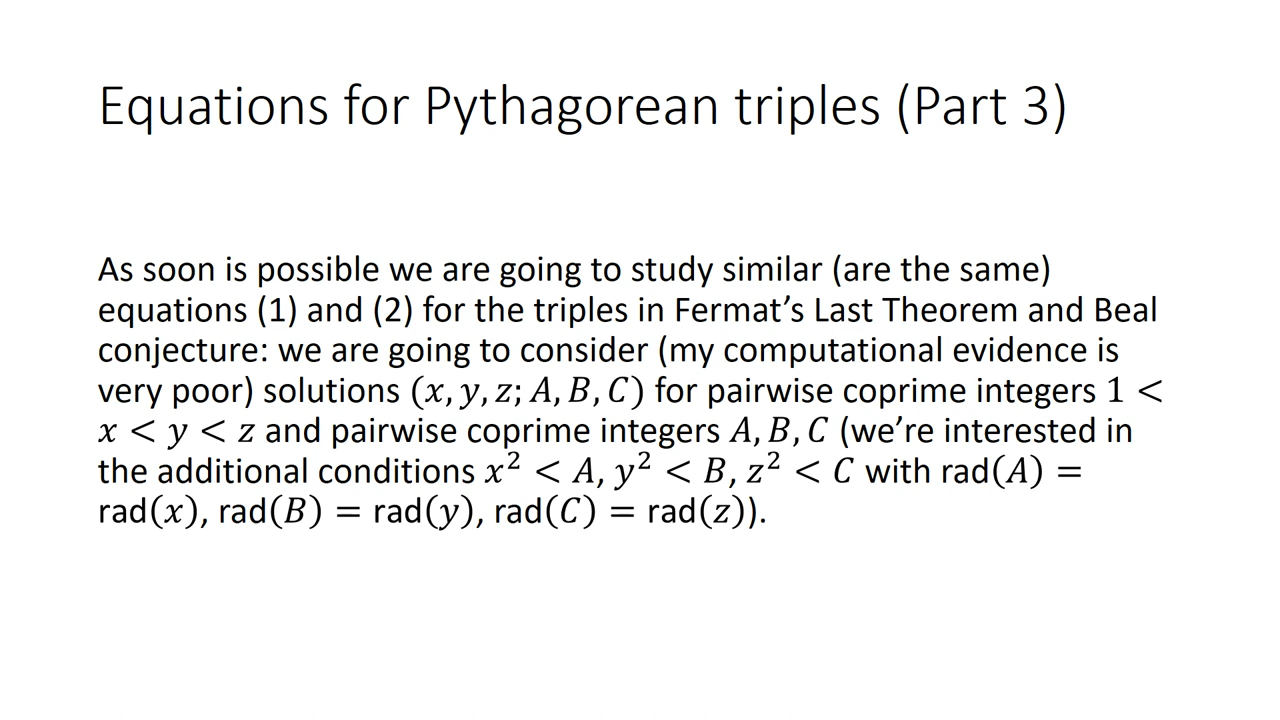 Equations for Pythagorean triples (Part 3)
As soon is possible we are going to study similar (are the same)
equations (1) and (2) for the triples in Fermat’s Last Theorem and Beal
conjecture: we are going to consider (my computational evidence is
very poor) solutions (𝑥, 𝑦, 𝑧; 𝐴, 𝐵, 𝐶) for pairwise coprime integers 1 <
𝑥 < 𝑦 < 𝑧 and pairwise coprime integers 𝐴, 𝐵, 𝐶 (we’re interested in
the additional conditions 𝑥² < 𝐴, 𝑦² < 𝐵, 𝑧² < 𝐶 with rad(𝐴) =
rad(𝑥), rad(𝐵) = rad(𝑦), rad(𝐶) = rad(𝑧)).